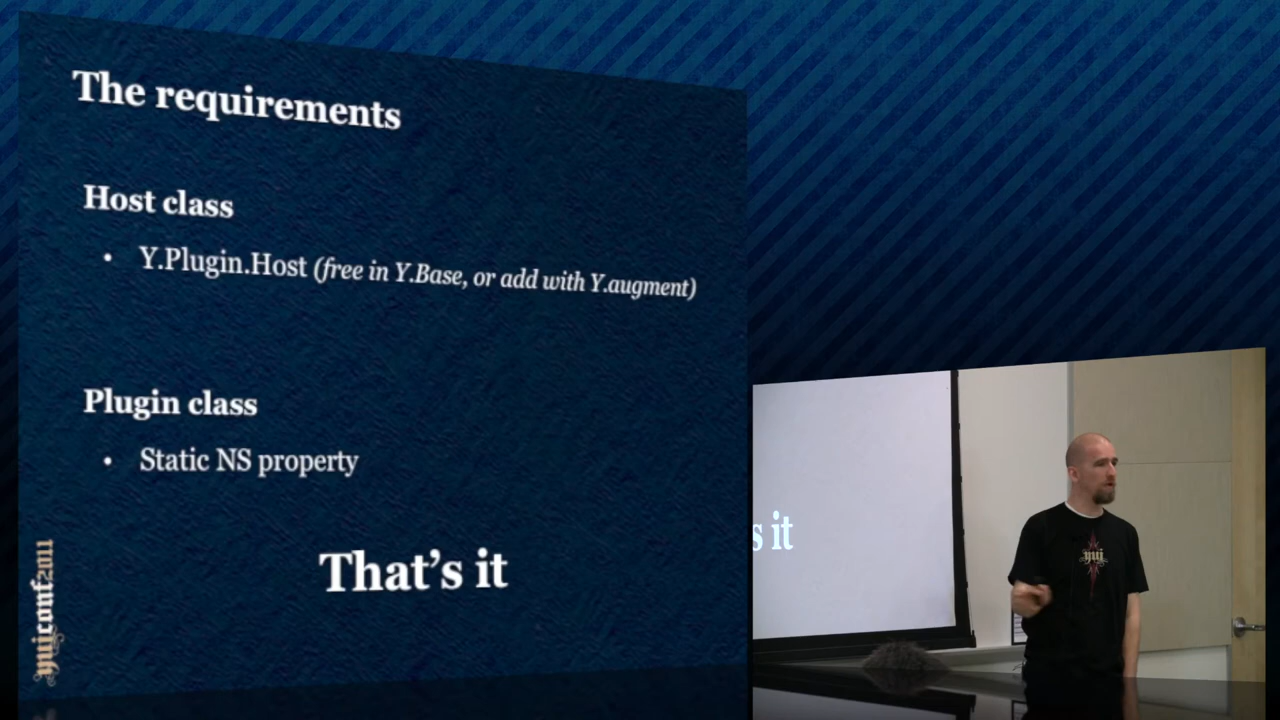 The requirements
Host class
• Y.Plugin.Host (free in Y.Base, or add with Y.augment)
Plugin class
• Static NS property
That's it
yuiconf2011
s it
yui